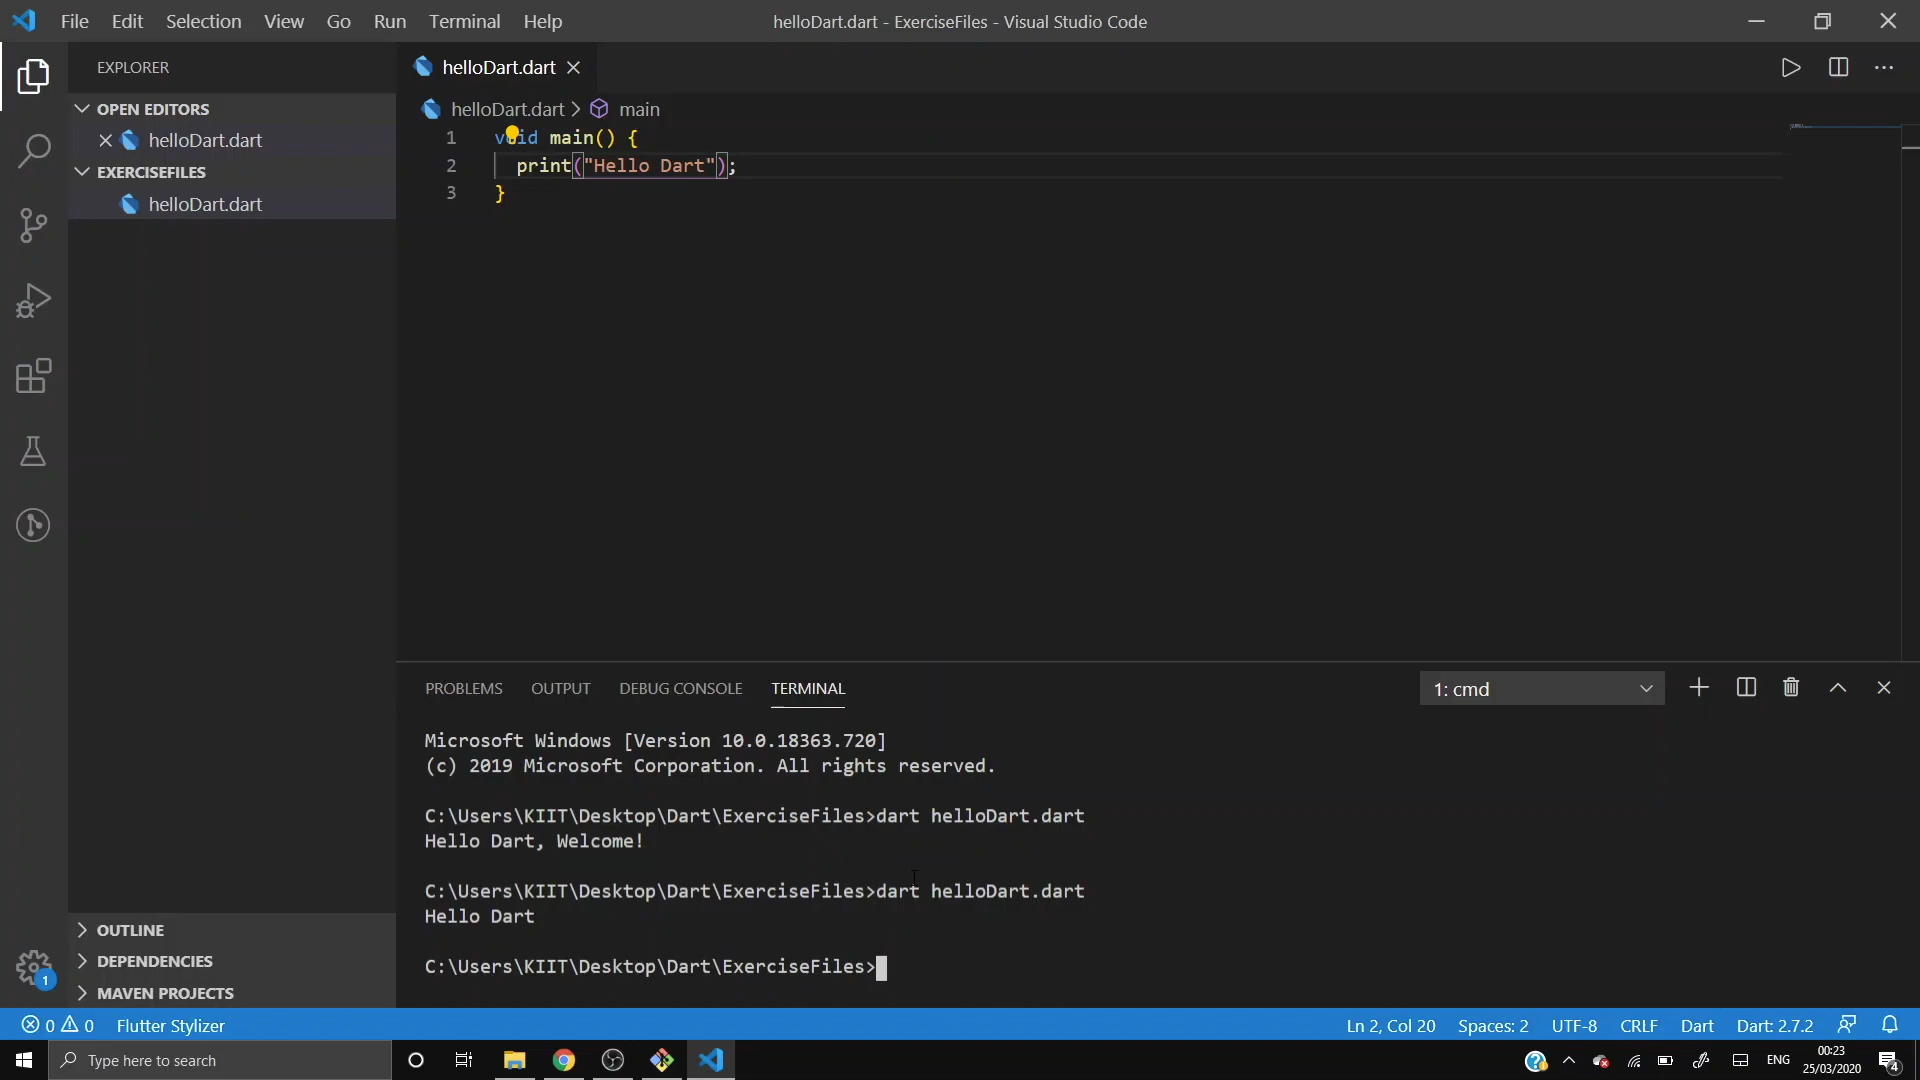 File Edit Selection View Go Run Terminal Help
helloDart.dart - ExerciseFiles - Visual Studio Code
EXPLORER
OPEN EDITORS
helloDart.dart
EXERCISEFILES
helloDart.dart
OUTLINE
DEPENDENCIES
MAVEN PROJECTS
1
helloDart.dart
helloDart.dart > main
1 void main() {
2 print("Hello Dart");
3 }
PROBLEMS OUTPUT DEBUG CONSOLE TERMINAL
1: cmd
Microsoft Windows [Version 10.0.18363.720]
(c) 2019 Microsoft Corporation. All rights reserved.
C:\Users\KIIT\Desktop\Dart\ExerciseFiles>dart helloDart.dart
Hello Dart, Welcome!
C:\Users\KIIT\Desktop\Dart\ExerciseFiles>dart helloDart.dart
Hello Dart
C:\Users\KIIT\Desktop\Dart\ExerciseFiles>
0 0 Flutter Stylizer
Ln 2, Col 20 Spaces: 2 UTF-8 CRLF Dart Dart: 2.7.2
Type here to search
ENG
00:23
25/03/2020
4